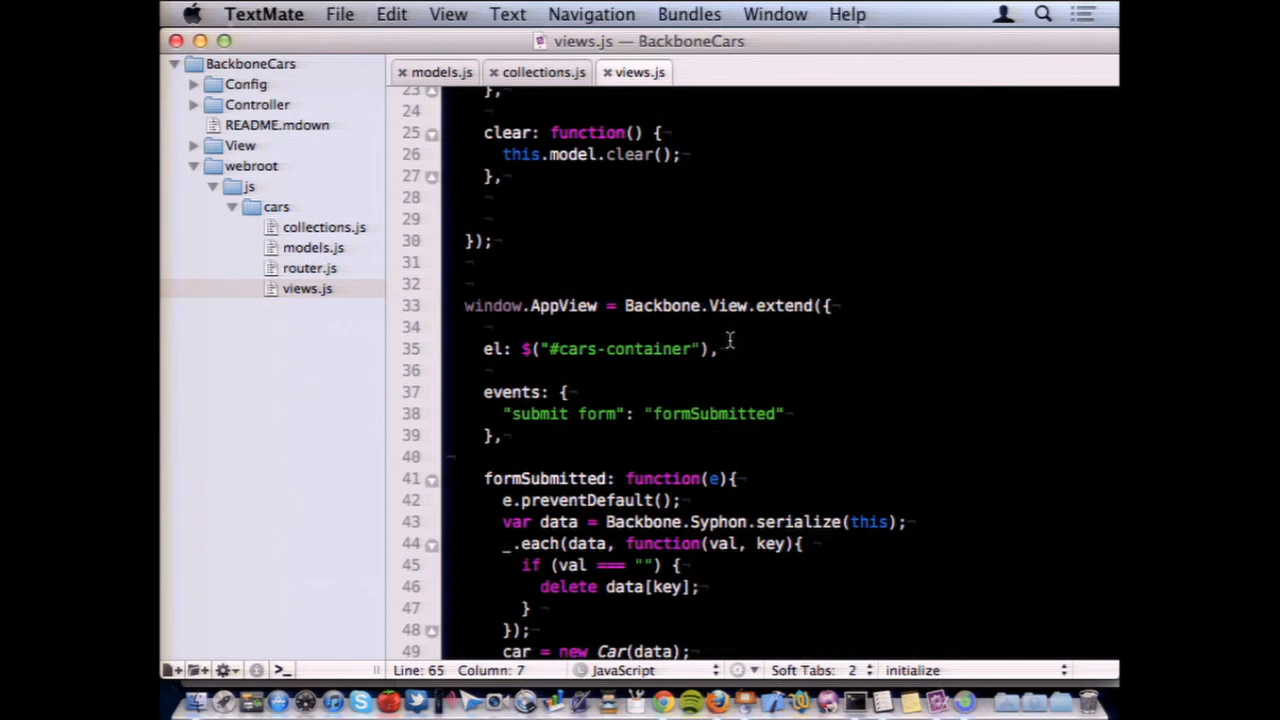 TextMate File Edit View Text Navigation Bundles Window Help
views.js — BackboneCars
BackboneCars
Config
Controller
README.mdown
View
webroot
js
cars
collections.js
models.js
router.js
views.js
models.js collections.js views.js
23 },
24
25 clear: function() {
26 this.model.clear();
27 },
28
29
30 });
31
32
33 window.AppView = Backbone.View.extend({
34
35 el: $("#cars-container"),
36
37 events: {
38 "submit form": "formSubmitted"
39 },
40
41 formSubmitted: function(e){
42 e.preventDefault();
43 var data = Backbone.Syphon.serialize(this);
44 _.each(data, function(val, key){
45 if (val === "") {
46 delete data[key];
47 }
48 });
49 car = new Car(data);
Line: 65 Column: 7 JavaScript Soft Tabs: 2 initialize